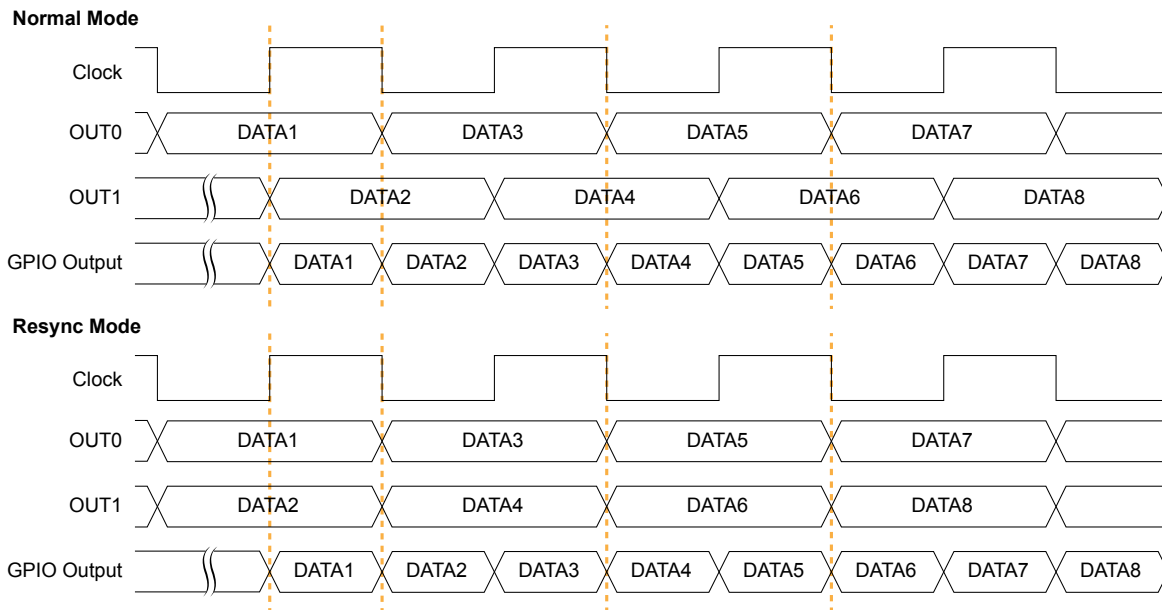 Normal Mode
Clock
OUT0 DATA1 DATA3 DATA5 DATA7
OUT1 DATA2 DATA4 DATA6 DATA8
GPIO Output DATA1 DATA2 DATA3 DATA4 DATA5 DATA6 DATA7 DATA8
Resync Mode
Clock
OUT0 DATA1 DATA3 DATA5 DATA7
OUT1 DATA2 DATA4 DATA6 DATA8
GPIO Output DATA1 DATA2 DATA3 DATA4 DATA5 DATA6 DATA7 DATA8